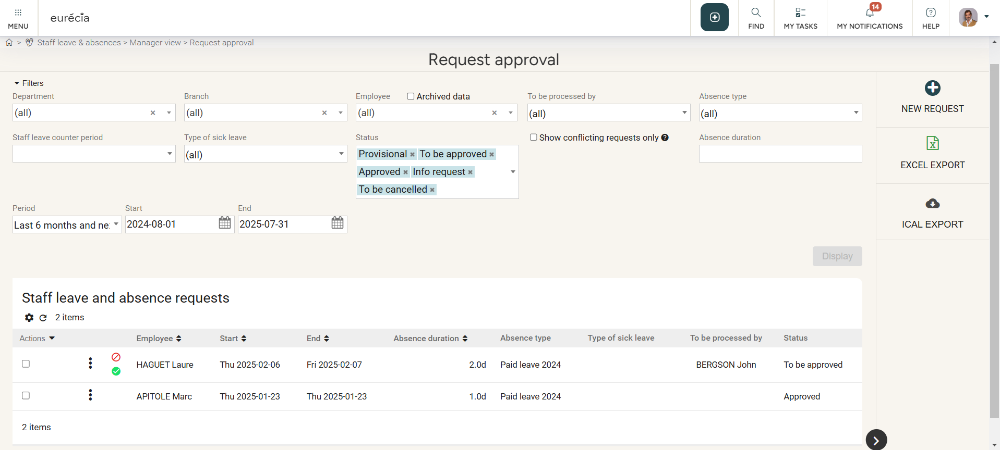 MENU
eurécia
FIND
MY TASKS
14
MY NOTIFICATIONS
HELP
> Staff leave & absences > Manager view > Request approval
Request approval
Filters
Department
Branch
Employee
Archived data
To be processed by
Absence type
(all) ×
(all) ×
(all) ×
(all)
(all)
Staff leave counter period
Type of sick leave
Status
Show conflicting requests only ?
Absence duration
(all)
Provisional × To be approved ×
Approved × Info request ×
To be cancelled ×
Period
Start
End
Last 6 months and ne
2024-08-01
2025-07-31
Display
NEW REQUEST
EXCEL EXPORT
ICAL EXPORT
Staff leave and absence requests
2 items
Actions Employee Start End Absence duration Absence type Type of sick leave To be processed by Status
HAGUET Laure Thu 2025-02-06 Fri 2025-02-07 2.0d Paid leave 2024 BERGSON John To be approved
APITOLE Marc Thu 2025-01-23 Thu 2025-01-23 1.0d Paid leave 2024 Approved
2 items